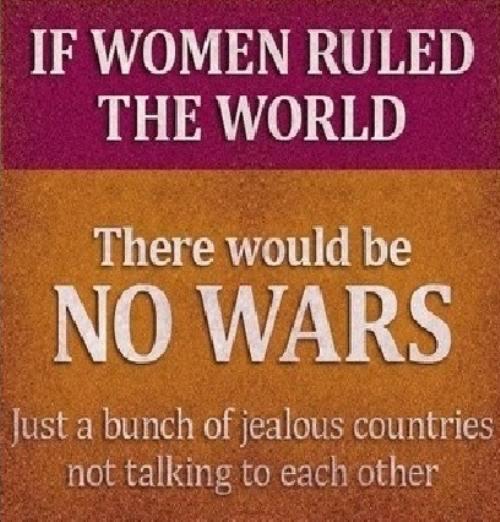 IF WOMEN RULED
THE WORLD
There would be
NO WARS
Just a bunch of jealous countries
not talking to each other